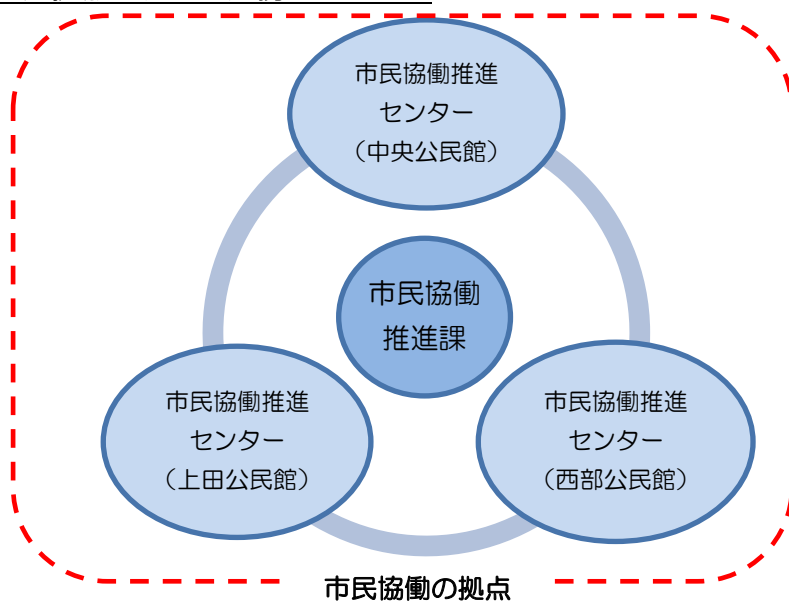 市民協働推進
センター
（中央公民館）
市民協働
推進課
市民協働推進
センター
（上田公民館）
市民協働推進
センター
（西部公民館）
市民協働の拠点